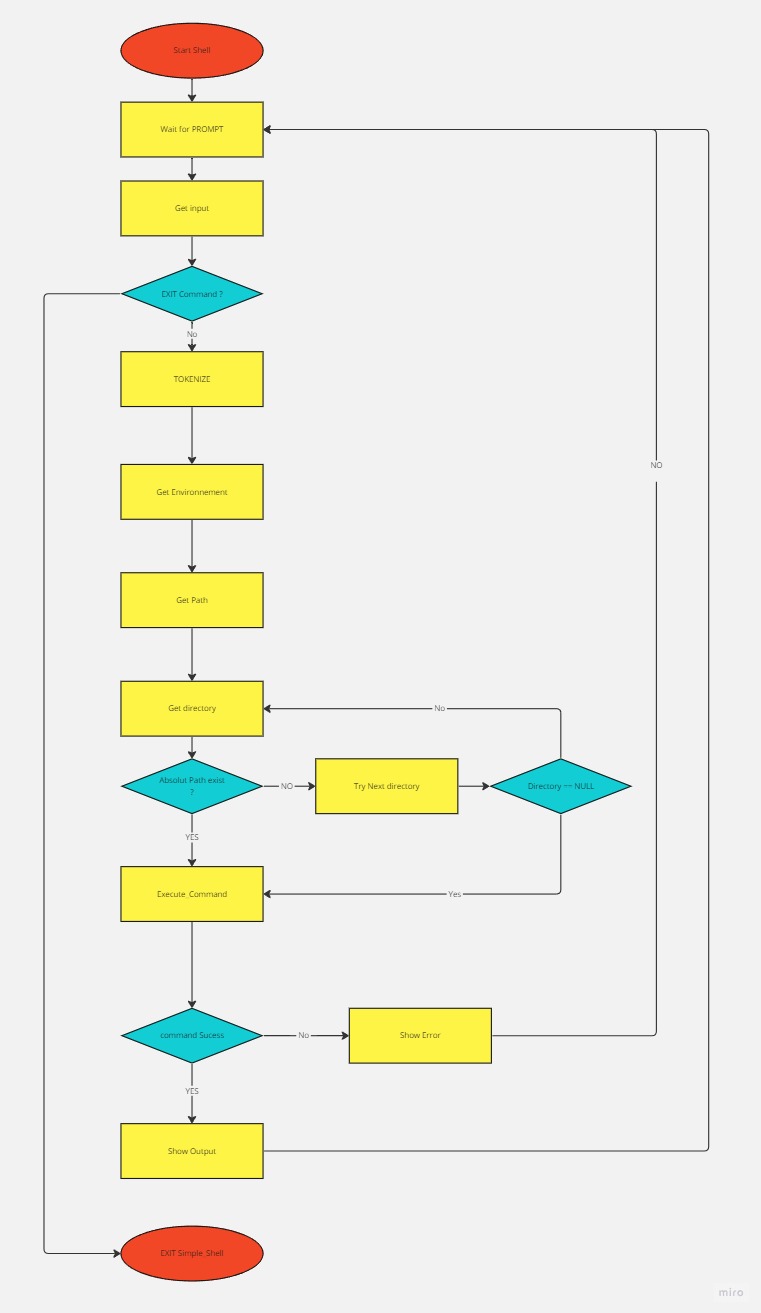 Start Shell
Wait for PROMPT
Get input
EXIT Command ?
No
TOKENIZE
NO
Get Environnement
Get Path
Get directory
No
Absolut Path exist
?
NO
Try Next directory
Directory == NULL
YES
Execute_Command
Yes
command Sucess
No
Show Error
YES
Show Output
EXIT Simple_Shell
miro